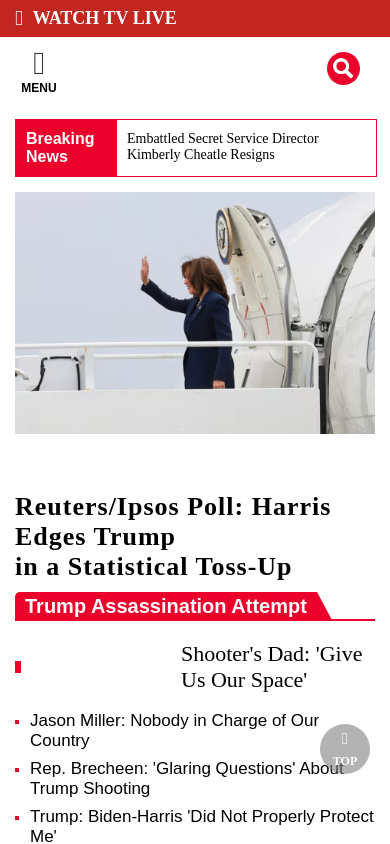 WATCH TV LIVE
MENU
Breaking
News
Embattled Secret Service Director
Kimberly Cheatle Resigns
Reuters/Ipsos Poll: Harris
Edges Trump
in a Statistical Toss-Up
Trump Assassination Attempt
Shooter's Dad: 'Give
Us Our Space'
Jason Miller: Nobody in Charge of Our
Country
Rep. Brecheen: 'Glaring Questions' About
Trump Shooting
TOP
Trump: Biden-Harris 'Did Not Properly Protect
Me'